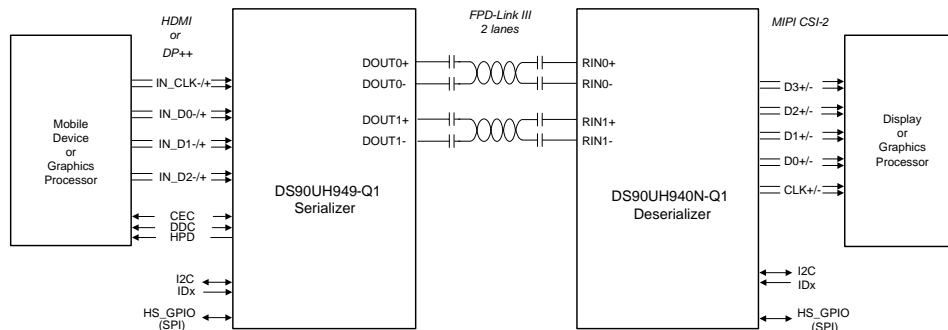 HDMI
or
DP++
FPD-Link III
2 lanes
MIPI CSI-2
Mobile
Device
or
Graphics
Processor
IN_CLK-/+
IN_D0-/+
IN_D1-/+
IN_D2-/+
CEC
DDC
HPD
I2C
IDx
HS_GPIO
(SPI)
DS90UH949-Q1
Serializer
DOUT0+
DOUT0-
DOUT1+
DOUT1-
RIN0+
RIN0-
RIN1+
RIN1-
DS90UH940N-Q1
Deserializer
D3+/-
D2+/-
D1+/-
D0+/-
CLK+/-
I2C
IDx
HS_GPIO
(SPI)
Display
or
Graphics
Processor